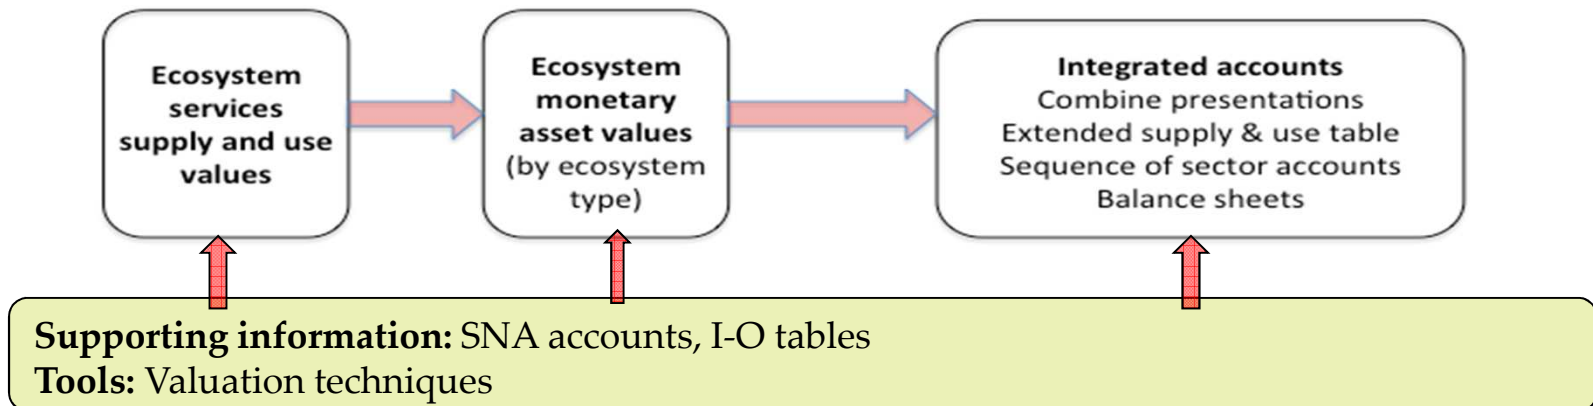 Ecosystem
services
supply and use
values
Ecosystem
monetary
asset values
(by ecosystem
type)
Integrated accounts
Combine presentations
Extended supply & use table
Sequence of sector accounts
Balance sheets
Supporting information: SNA accounts, I-O tables
Tools: Valuation techniques